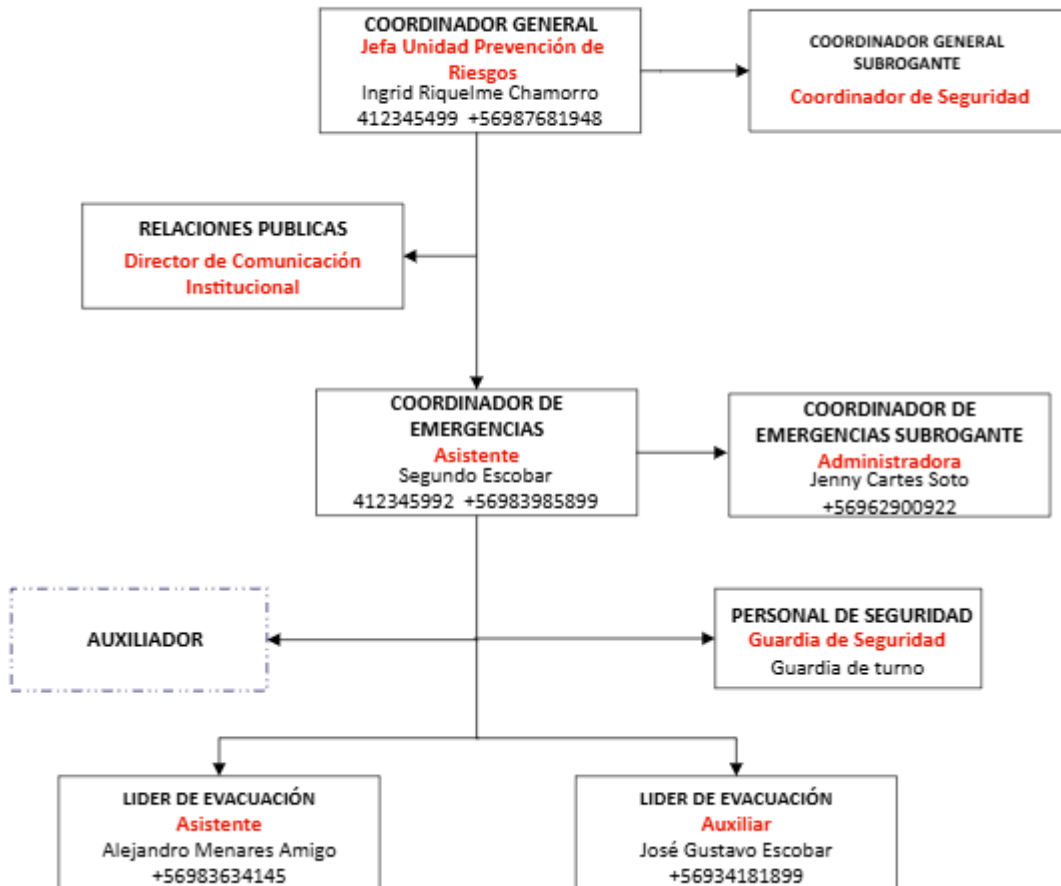 COORDINADOR GENERAL
Jefa Unidad Prevención de
Riesgos
Ingrid Riquelme Chamorro
412345499 +56987681948
COORDINADOR GENERAL
SUBROGANTE
Coordinador de Seguridad
RELACIONES PUBLICAS
Director de Comunicación
Institucional
COORDINADOR DE
EMERGENCIAS
Asistente
Segundo Escobar
412345992 +56983985899
COORDINADOR DE
EMERGENCIAS SUBROGANTE
Administradora
Jenny Cartes Soto
+56962900922
AUXILIADOR
PERSONAL DE SEGURIDAD
Guardia de Seguridad
Guardia de turno
LIDER DE EVACUACIÓN
Asistente
Alejandro Menares Amigo
+56983634145
LIDER DE EVACUACIÓN
Auxiliar
José Gustavo Escobar
+56934181899